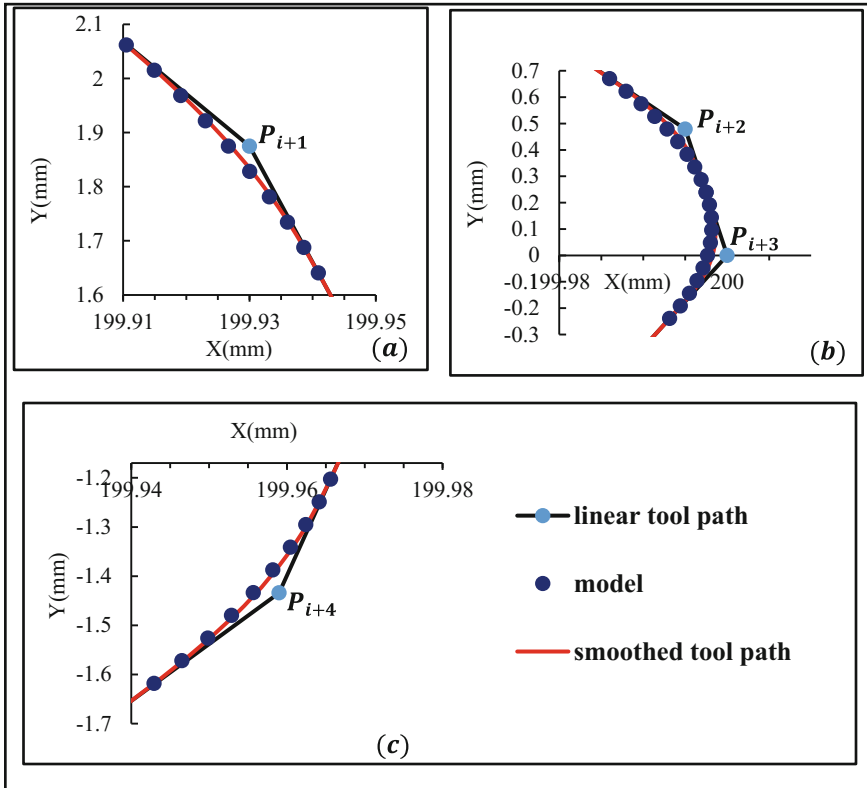 2.1
2
1.9
1.8
1.7
1.6
Y(mm)
199.91 199.93 199.95
X(mm)
P_{i+1}
(a)
0.7
0.6
0.5
0.4
0.3
0.2
0.1
0
-0.1
-0.2
-0.3
Y(mm)
199.98 X(mm) 200
P_{i+2}
P_{i+3}
(b)
X(mm)
-1.2
-1.3
-1.4
-1.5
-1.6
-1.7
Y(mm)
199.94 199.96 199.98
P_{i+4}
(c)
linear tool path
model
smoothed tool path